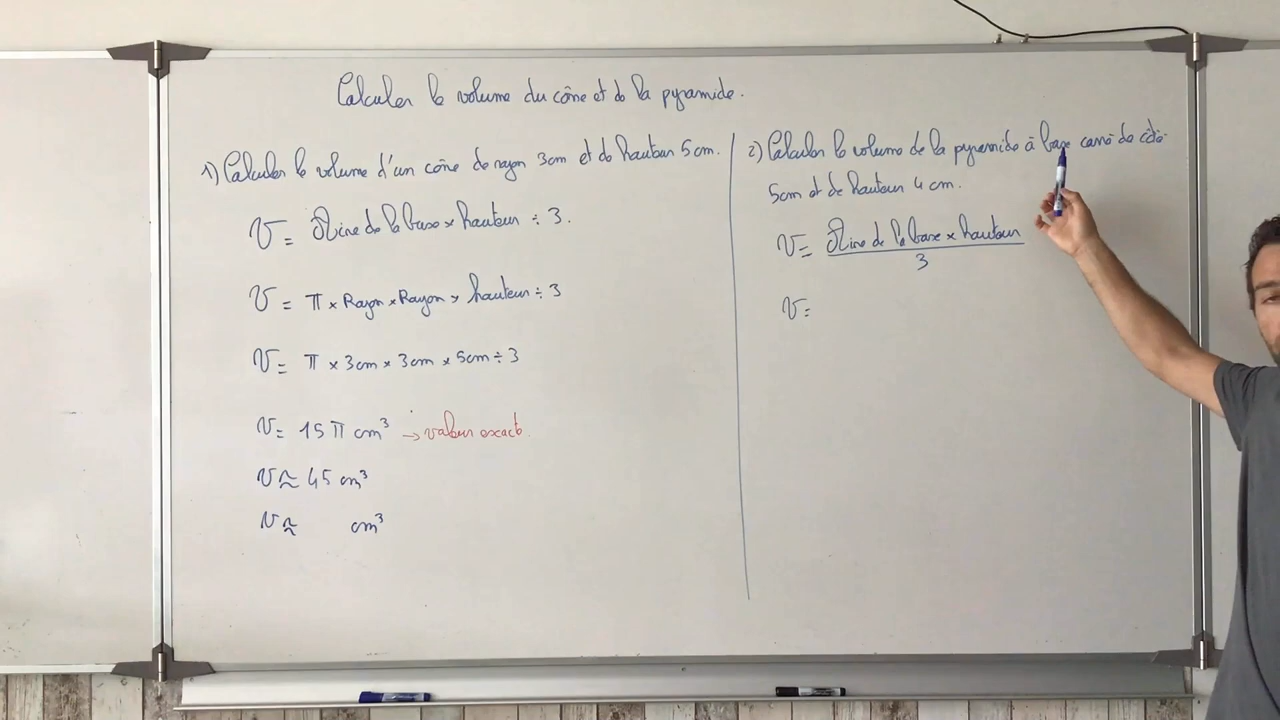 Calculer le volume du cône et de la pyramide.
1) Calculer le volume d'un cône de rayon 3cm et de hauteur 5cm.
V = Aire de la base × hauteur ÷ 3.
V = π × Rayon × Rayon × hauteur ÷ 3
V = π × 3cm × 3cm × 5cm ÷ 3
V = 15 π cm³ → valeur exacte
V ≈ 45 cm³
V ≈ cm³
2) Calculer le volume de la pyramide à base carré de côté
5cm et de hauteur 4 cm.
V = Aire de la base × hauteur
3
V =